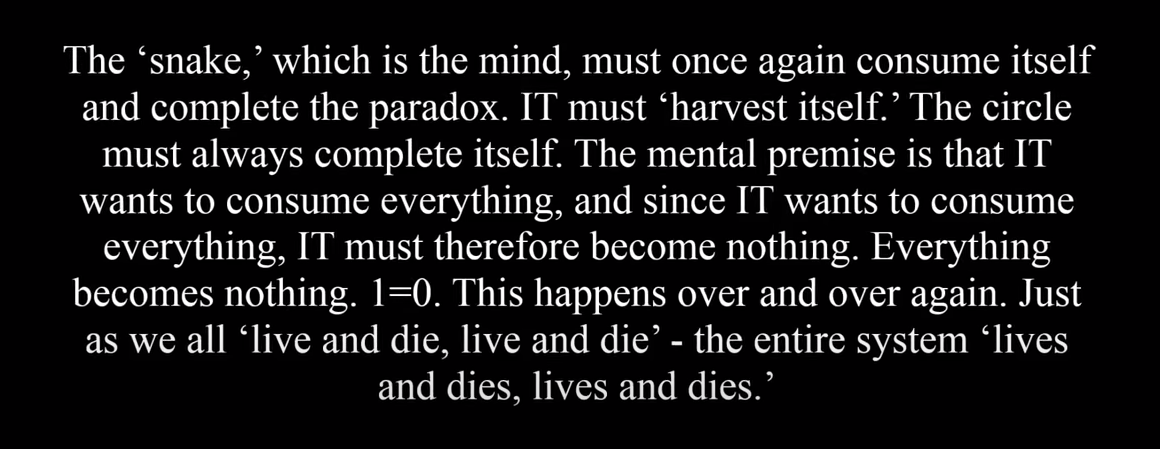 The ‘snake,’ which is the mind, must once again consume itself
and complete the paradox. IT must ‘harvest itself.’ The circle
must always complete itself. The mental premise is that IT
wants to consume everything, and since IT wants to consume
everything, IT must therefore become nothing. Everything
becomes nothing. 1=0. This happens over and over again. Just
as we all ‘live and die, live and die’ - the entire system ‘lives
and dies, lives and dies.’